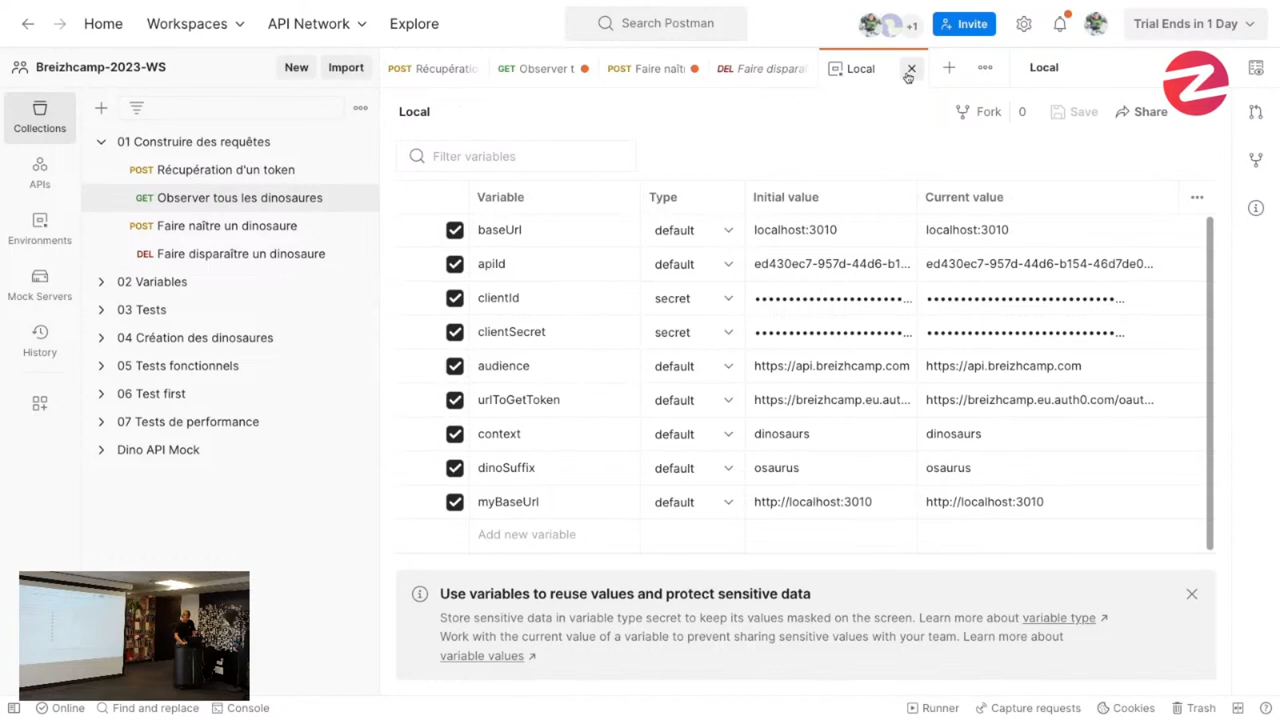 Home Workspaces API Network Explore Search Postman +1 Invite Trial Ends in 1 Day
Breizhcamp-2023-WS New Import POST Récupératio GET Observer t POST Faire naîtr DEL Faire dispara Local Local
Z
Collections
APIs
Environments
Mock Servers
History
01 Construire des requêtes
POST Récupération d'un token
GET Observer tous les dinosaures
POST Faire naître un dinosaure
DEL Faire disparaître un dinosaure
02 Variables
03 Tests
04 Création des dinosaures
05 Tests fonctionnels
06 Test first
07 Tests de performance
Dino API Mock
Local Fork 0 Save Share
Filter variables
Variable Type Initial value Current value
baseUrl default localhost:3010 localhost:3010
apiId default ed430ec7-957d-44d6-b1... ed430ec7-957d-44d6-b154-46d7de0...
clientId secret •••••••••••••••••••••• ... •••••••••••••••••••••••••••• ...
clientSecret secret •••••••••••••••••••••• ... •••••••••••••••••••••••••••• ...
audience default https://api.breizhcamp.com https://api.breizhcamp.com
urlToGetToken default https://breizhcamp.eu.aut... https://breizhcamp.eu.auth0.com/oaut...
context default dinosaurs dinosaurs
dinoSuffix default osaurus osaurus
myBaseUrl default http://localhost:3010 http://localhost:3010
Add new variable
Use variables to reuse values and protect sensitive data
Store sensitive data in variable type secret to keep its values masked on the screen. Learn more about variable type ↗
Work with the current value of a variable to prevent sharing sensitive values with your team. Learn more about
variable values ↗
Online Find and replace Console Runner Capture requests Cookies Trash